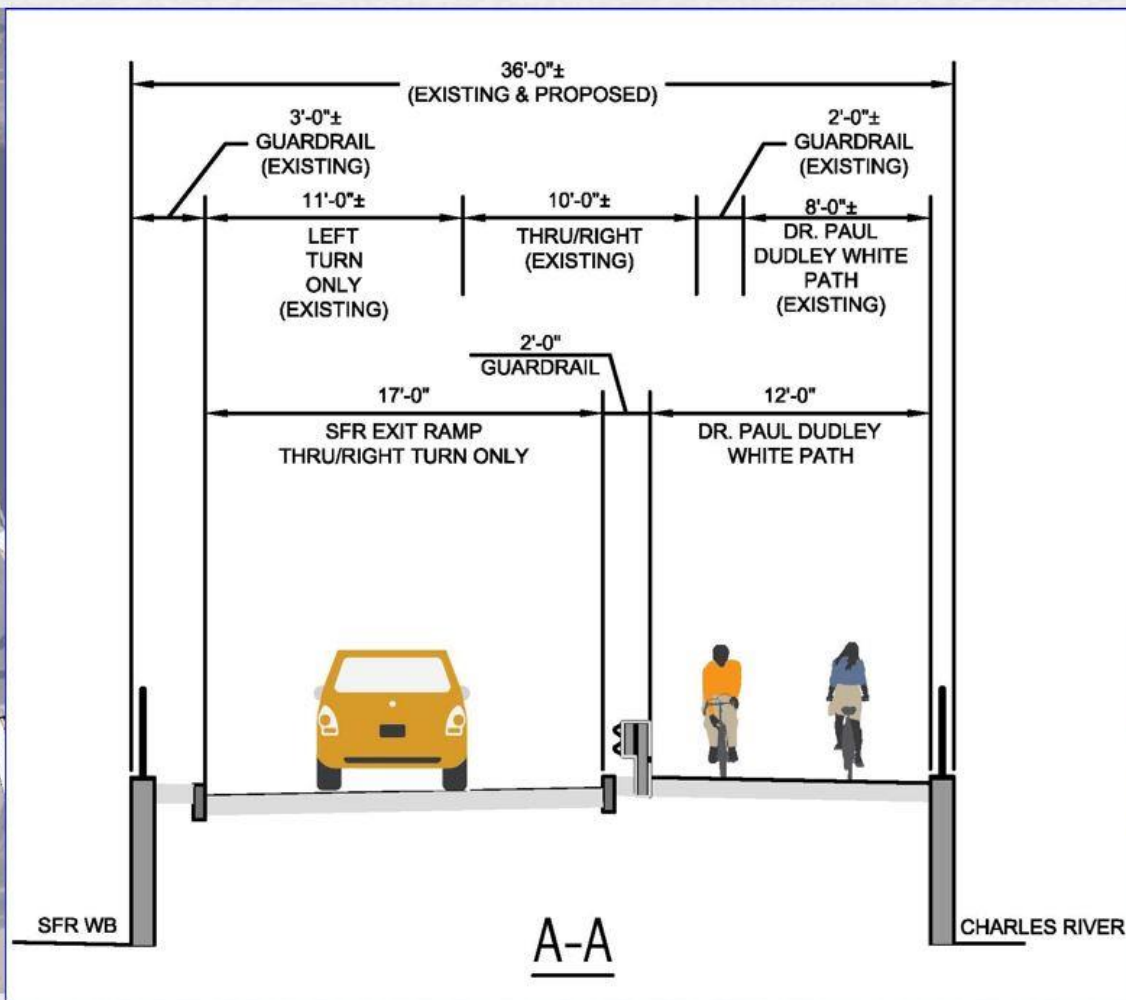 36'-0"±
(EXISTING & PROPOSED)
3'-0"±
GUARDRAIL
(EXISTING)
2'-0"±
GUARDRAIL
(EXISTING)
11'-0"±
LEFT
TURN
ONLY
(EXISTING)
10'-0"±
THRU/RIGHT
(EXISTING)
8'-0"±
DR. PAUL
DUDLEY WHITE
PATH
(EXISTING)
2'-0"
GUARDRAIL
17'-0"
SFR EXIT RAMP
THRU/RIGHT TURN ONLY
12'-0"
DR. PAUL DUDLEY
WHITE PATH
SFR WB
CHARLES RIVER
A-A